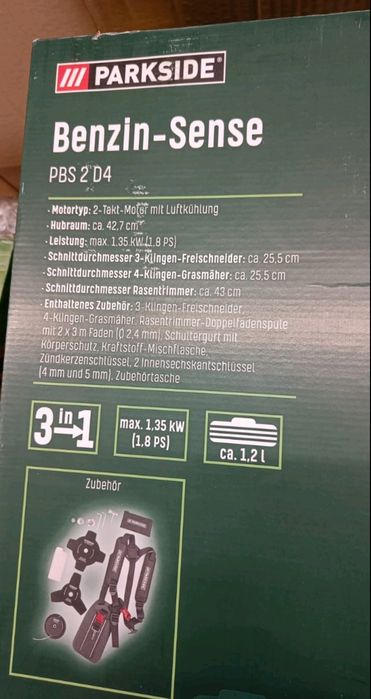 /// PARKSIDE®
Benzin-Sense
PBS 2 D4
• Motortyp: 2-Takt-Motor mit Luftkühlung
• Hubraum: ca. 42,7 cm³
• Leistung: max. 1,35 kW (1,8 PS)
• Schnittdurchmesser 3-Klingen-Freischneider: ca. 25,5 cm
• Schnittdurchmesser 4-Klingen-Grasmäher: ca. 25,5 cm
• Schnittdurchmesser Rasentrimmer: ca. 43 cm
• Enthaltenes Zubehör: 3-Klingen-Freischneider,
4-Klingen-Grasmäher, Rasentrimmer-Doppelfadenspule
mit 2 x 3 m Faden (Ø 2,4 mm), Schultergurt mit
Körperschutz, Kraftstoff-Mischflasche,
Zündkerzenschlüssel, 2 Innensechskantschlüssel
(4 mm und 5 mm), Zubehörtasche
3 in 1
max. 1,35 kW
(1,8 PS)
ca. 1,2 l
Zubehör